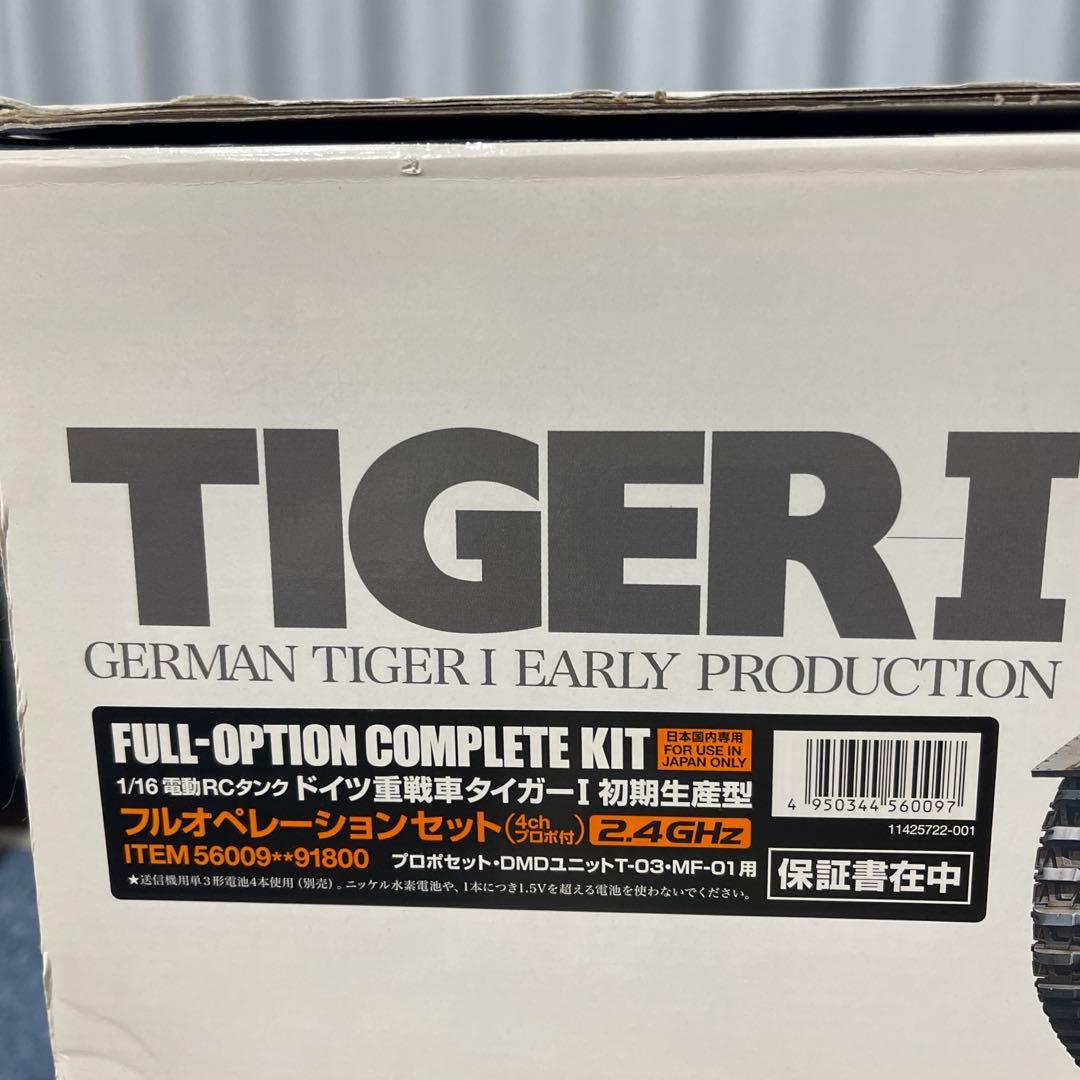 TIGER I
GERMAN TIGER I EARLY PRODUCTION
FULL-OPTION COMPLETE KIT
日本国内専用
FOR USE IN
JAPAN ONLY
1/16 電動RCタンク ドイツ重戦車タイガーI 初期生産型
フルオペレーションセット(4chプロポ付) 2.4GHz
ITEM 56009**91800 プロポセット・DMDユニットT-03・MF-01用
★送信機用単3形電池4本使用(別売)。ニッケル水素電池や、1本につき1.5Vを超える電池を使わないでください。
4 950344 560097
11425722-001
保証書在中